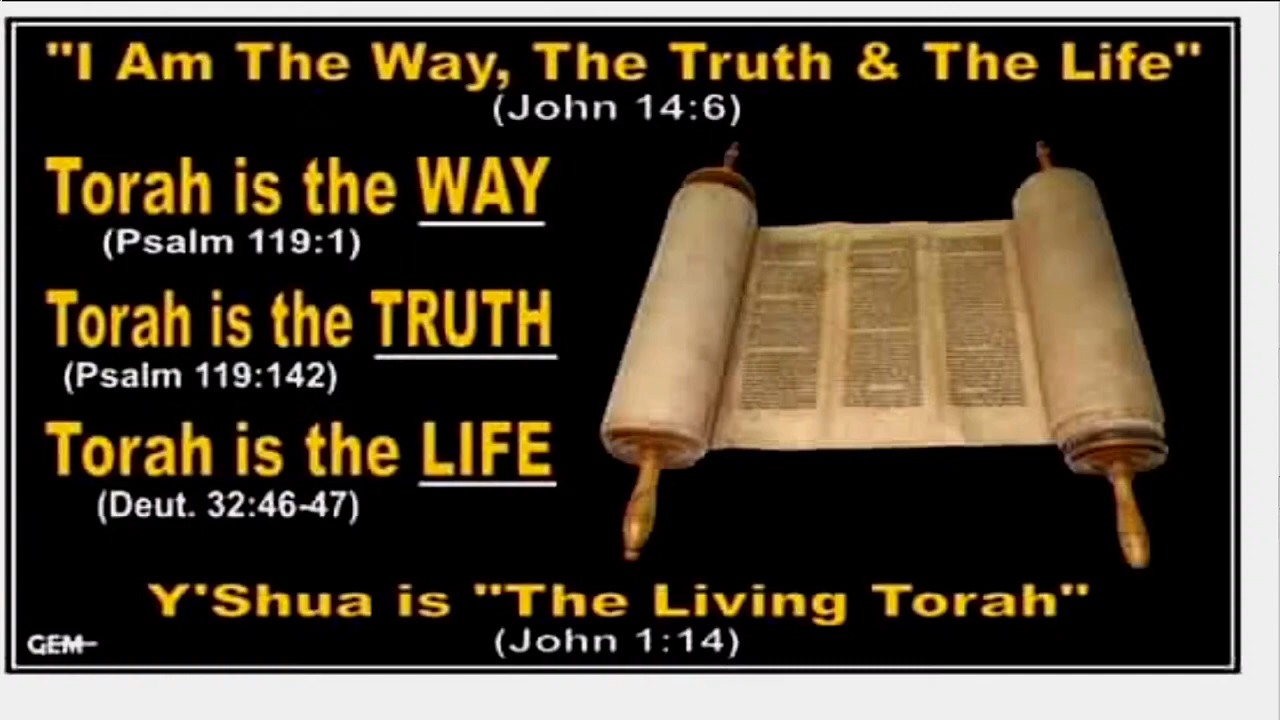 "I Am The Way, The Truth & The Life"
(John 14:6)
Torah is the WAY
(Psalm 119:1)
Torah is the TRUTH
(Psalm 119:142)
Torah is the LIFE
(Deut. 32:46-47)
Y'Shua is "The Living Torah"
(John 1:14)
GEM